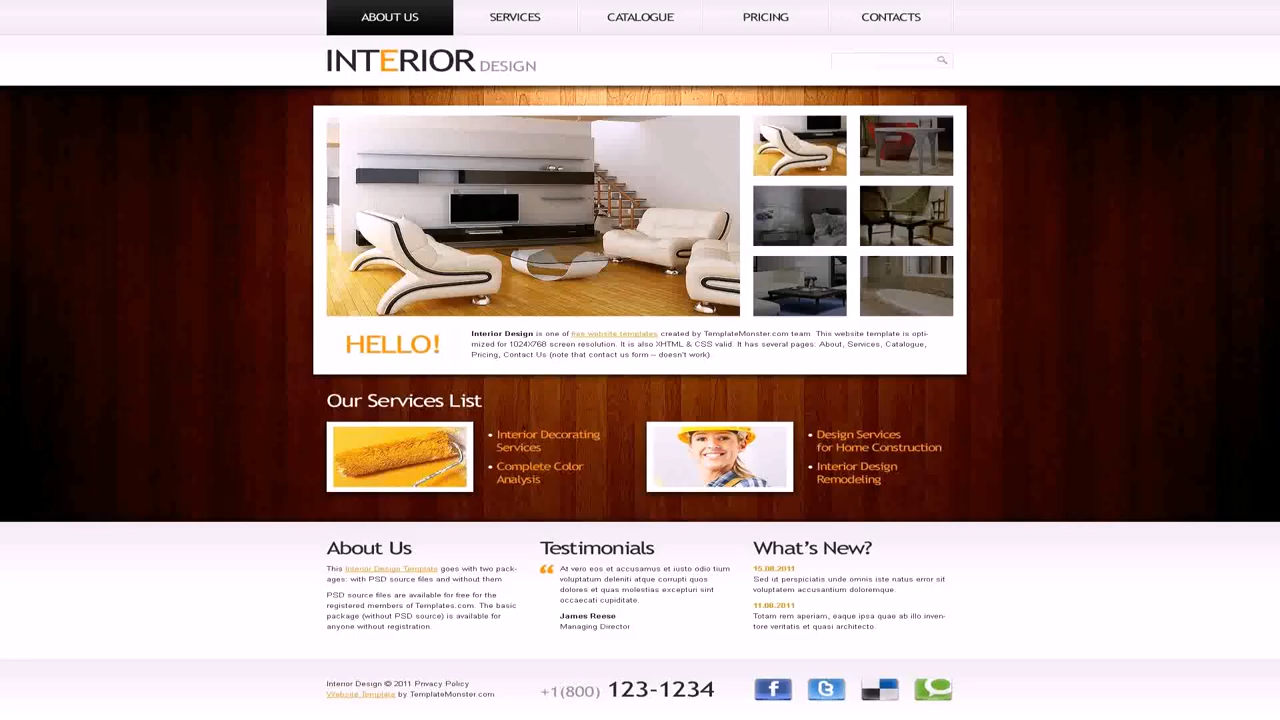 ABOUT US
SERVICES
CATALOGUE
PRICING
CONTACTS
INTERIOR DESIGN
HELLO!
Interior Design is one of free website templates created by TemplateMonster.com team. This website template is opti-
mized for 1024X768 screen resolution. It is also XHTML & CSS valid. It has several pages: About, Services, Catalogue,
Pricing, Contact Us (note that contact us form – doesn't work).
Our Services List
• Interior Decorating
Services
• Complete Color
Analysis
• Design Services
for Home Construction
• Interior Design
Remodeling
About Us
This Interior Design Template goes with two pack-
ages: with PSD source files and without them.
PSD source files are available for free for the
registered members of Templates.com. The basic
package (without PSD source) is available for
anyone without registration.
Testimonials
“ At vero eos et accusamus et iusto odio tium
voluptatum deleniti atque corrupti quos
dolores et quas molestias excepturi sint
occaecati cupiditate.
James Reese
Managing Director
What's New?
15.08.2011
Sed ut perspiciatis unde omnis iste natus error sit
voluptatem accusantium doloremque.
11.08.2011
Totam rem aperiam, eaque ipsa quae ab illo inven-
tore veritatis et quasi architecto.
Interior Design © 2011 Privacy Policy
Website Template by TemplateMonster.com
+1(800) 123-1234